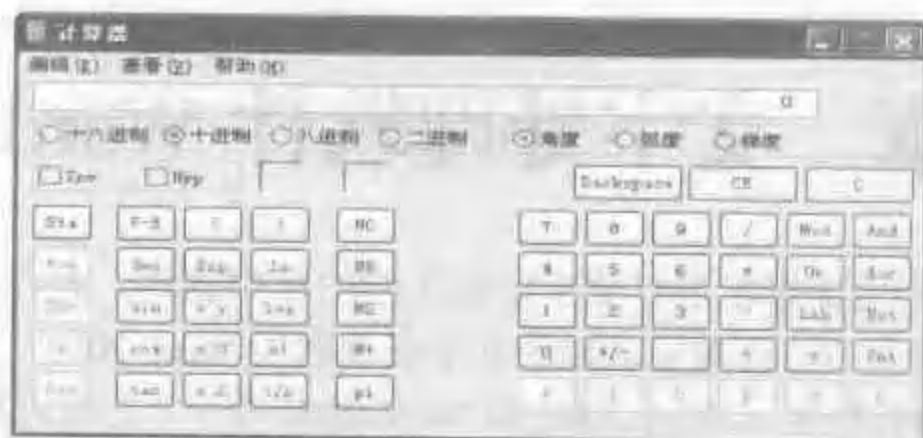 计算器
编辑(E) 查看(V) 帮助(H)
0
十六进制 十进制 八进制 二进制 角度 弧度 梯度
Inv Hyp Backspace CE C
Sta F-E ( ) MC 7 8 9 / Mod And
Dms Exp ln MR 4 5 6 * Or Xor
sin x^y log MS 1 2 3 - Lsh Not
cos x^3 n! M+ 0 +/- . + = Int
tan x^2 1/x pi